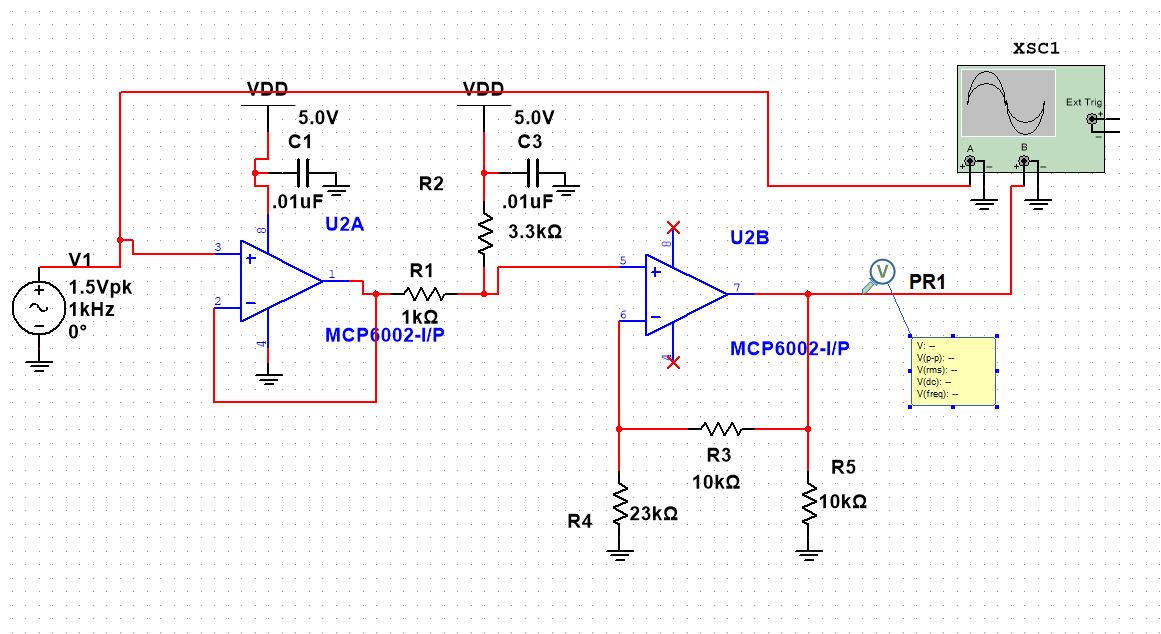 XSC1
Ext Trig
+
−
A
B
+ −
+ −
VDD
5.0V
C1
.01uF
VDD
5.0V
C3
.01uF
R2
3.3kΩ
U2A
8
3
+
1
2
−
4
MCP6002-I/P
V1
+
1.5Vpk
1kHz
0°
−
R1
1kΩ
U2B
8
5
+
7
6
−
4
MCP6002-I/P
V
PR1
V: --
V(p-p): --
V(rms): --
V(dc): --
V(freq): --
R3
10kΩ
R4
23kΩ
R5
10kΩ